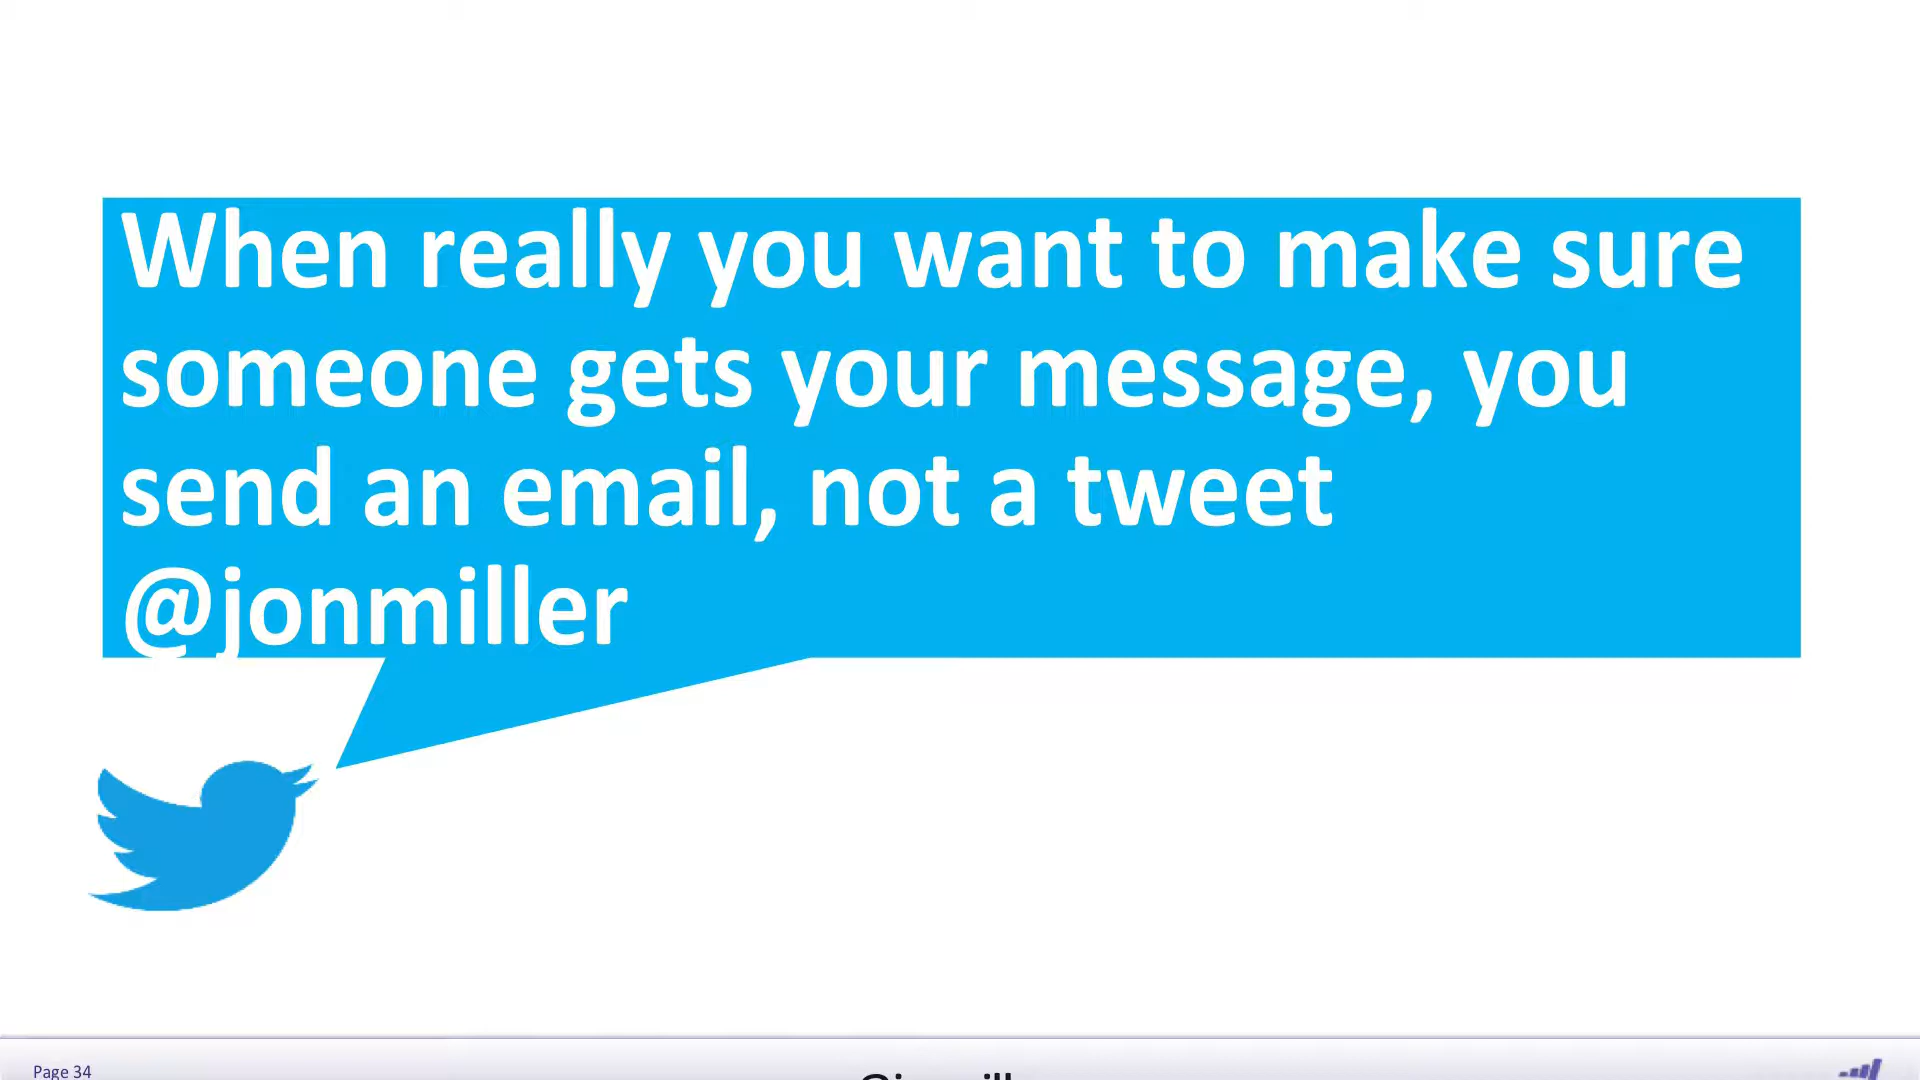 When really you want to make sure
someone gets your message, you
send an email, not a tweet
@jonmiller
Page 34